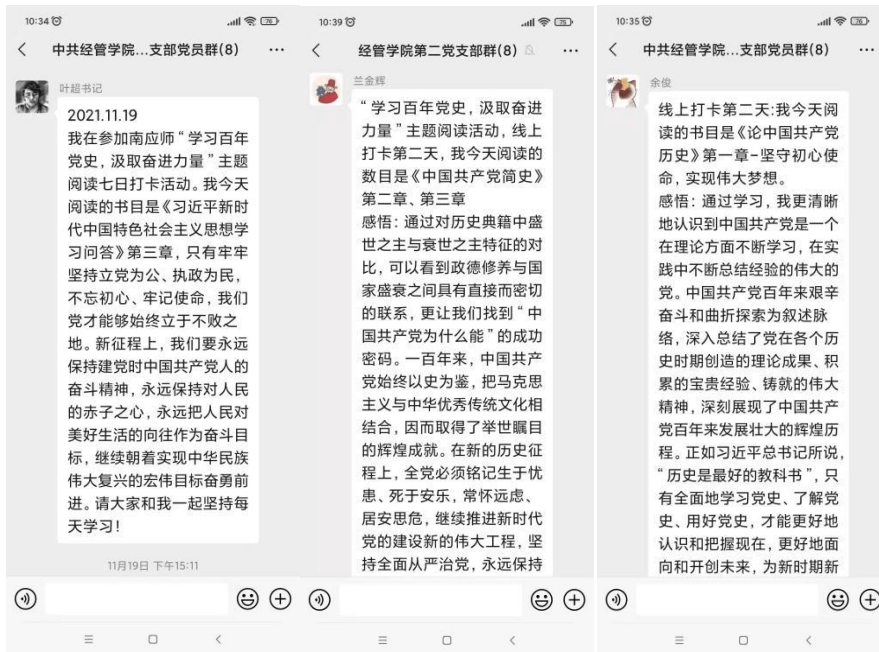 10:34
76
中共经管学院...支部党员群(8)
叶超书记
2021.11.19
我在参加南应师“学习百年
党史，汲取奋进力量”主题
阅读七日打卡活动。我今天
阅读的书目是《习近平新时
代中国特色社会主义思想学
习问答》第三章，只有牢牢
坚持立党为公、执政为民，
不忘初心、牢记使命，我们
党才能够始终立于不败之
地。新征程上，我们要永远
保持建党时中国共产党人的
奋斗精神，永远保持对人民
的赤子之心，永远把人民对
美好生活的向往作为奋斗目
标，继续朝着实现中华民族
伟大复兴的宏伟目标奋勇前
进。请大家和我一起坚持每
天学习！
11月19日 下午15:11
10:39
75
经管学院第二党支部群(8)
兰金辉
“学习百年党史，汲取奋进
力量”主题阅读活动，线上
打卡第二天，我今天阅读的
数目是《中国共产党简史》
第二章、第三章
感悟：通过对历史典籍中盛
世之主与衰世之主特征的对
比，可以看到政德修养与国
家盛衰之间具有直接而密切
的联系，更让我们找到“中
国共产党为什么能”的成功
密码。一百年来，中国共产
党始终以史为鉴，把马克思
主义与中华优秀传统文化相
结合，因而取得了举世瞩目
的辉煌成就。在新的历史征
程上，全党必须铭记生于忧
患、死于安乐，常怀远虑、
居安思危，继续推进新时代
党的建设新的伟大工程，坚
持全面从严治党，永远保持
10:35
76
中共经管学院...支部党员群(8)
余俊
线上打卡第二天:我今天阅
读的书目是《论中国共产党
历史》第一章-坚守初心使
命，实现伟大梦想。
感悟：通过学习，我更清晰
地认识到中国共产党是一个
在理论方面不断学习，在实
践中不断总结经验的伟大的
党。中国共产党百年来艰辛
奋斗和曲折探索为叙述脉
络，深入总结了党在各个历
史时期创造的理论成果、积
累的宝贵经验、铸就的伟大
精神，深刻展现了中国共产
党百年来发展壮大的辉煌历
程。正如习近平总书记所说，
“历史是最好的教科书”，只
有全面地学习党史、了解党
史、用好党史，才能更好地
认识和把握现在，更好地面
向和开创未来，为新时期新